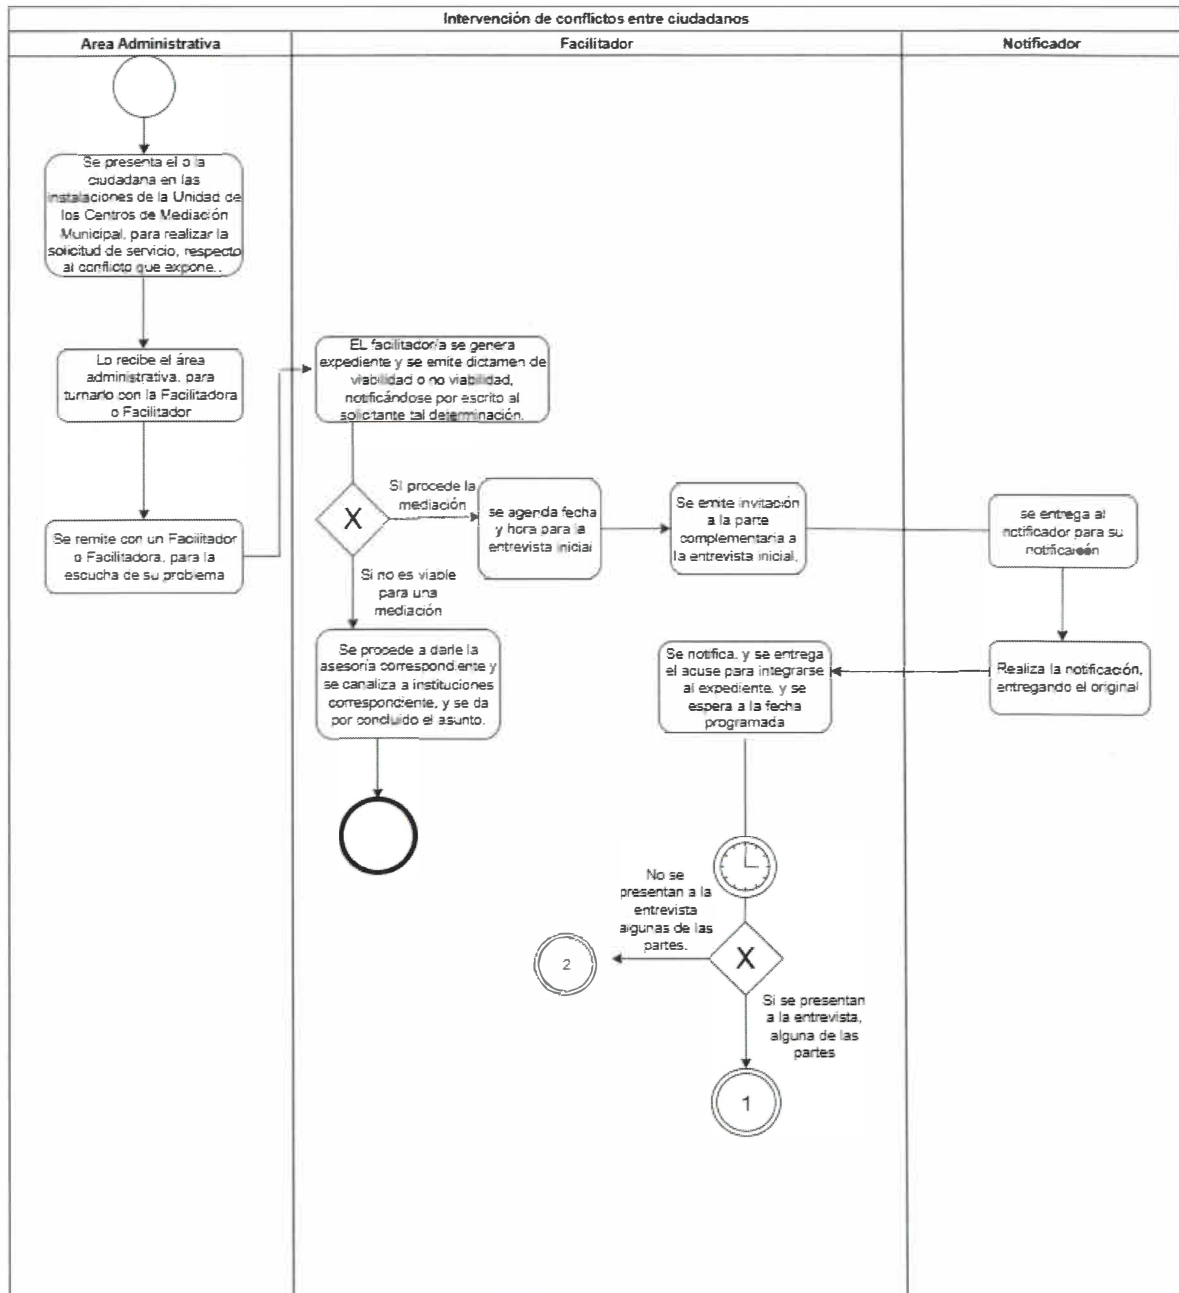 Intervención de conflictos entre ciudadanos
Area Administrativa
Facilitador
Notificador
Se presenta el o la
ciudadana en las
instalaciones de la Unidad de
los Centros de Mediación
Municipal, para realizar la
solicitud de servicio, respecto
al conflicto que expone..
Lo recibe el área
administrativa, para
turnarlo con la Facilitadora
o Facilitador
Se remite con un Facilitador
o Facilitadora, para la
escucha de su problema
EL facilitador/a se genera
expediente y se emite dictamen de
viabilidad o no viabilidad,
notificándose por escrito al
solicitante tal determinación.
X
Si procede la
mediación
se agenda fecha
y hora para la
entrevista inicial
Se emite invitación
a la parte
complementaria a
la entrevista inicial,
se entrega al
notificador para su
notificaión
Si no es viable
para una
mediación
Se procede a darle la
asesoría correspondiente y
se canaliza a instituciones
correspondiente, y se da
por concluido el asunto.
Se notifica, y se entrega
el acuse para integrarse
al expediente, y se
espera a la fecha
programada
Realiza la notificación,
entregando el original
No se
presentan a la
entrevista
algunas de las
partes.
X
2
Si se presentan
a la entrevista,
alguna de las
partes
1